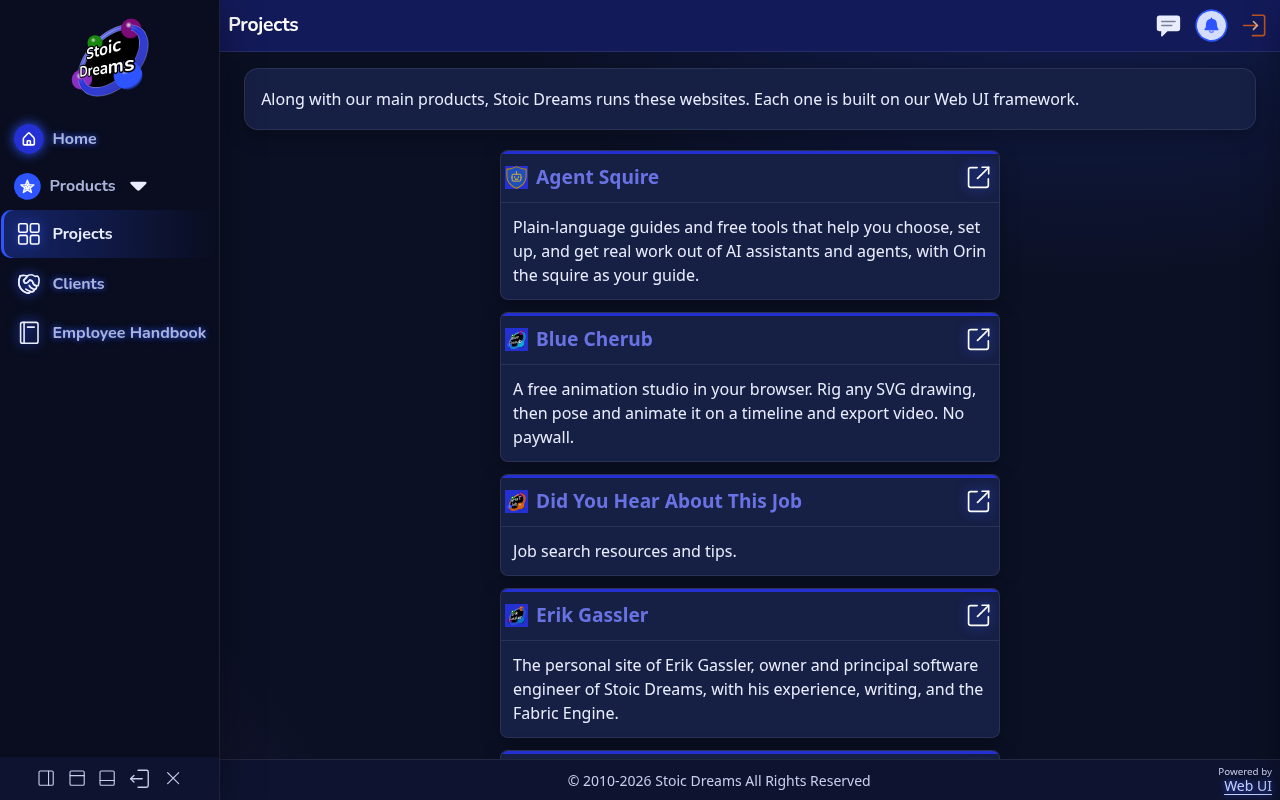 Stoic
Dreams
Home
Products
Projects
Clients
Employee Handbook
Projects
Along with our main products, Stoic Dreams runs these websites. Each one is built on our Web UI framework.
Agent Squire
Plain-language guides and free tools that help you choose, set
up, and get real work out of AI assistants and agents, with Orin
the squire as your guide.
Blue Cherub
A free animation studio in your browser. Rig any SVG drawing,
then pose and animate it on a timeline and export video. No
paywall.
Did You Hear About This Job
Job search resources and tips.
Erik Gassler
The personal site of Erik Gassler, owner and principal software
engineer of Stoic Dreams, with his experience, writing, and the
Fabric Engine.
© 2010-2026 Stoic Dreams All Rights Reserved
Powered by
Web UI